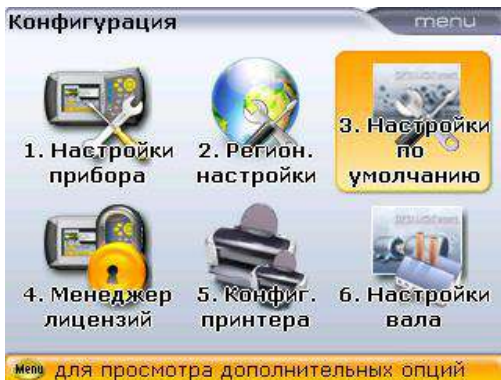 Конфигурация
menu
1. Настройки
прибора
2. Регион.
настройки
3. Настройки
по
умолчанию
4. Менеджер
лицензий
5. Конфиг.
принтера
6. Настройки
вала
Menu для просмотра дополнительных опций